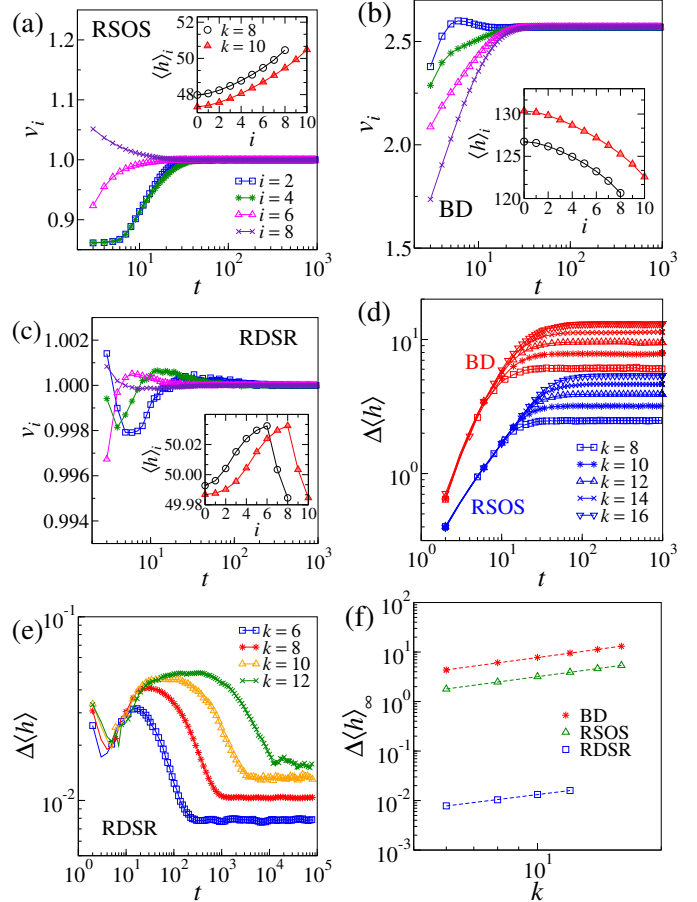 (a)
RSOS
1.2
1.1
1.0
0.9
v_i
10^1
10^2
10^3
t
i = 2
i = 4
i = 6
i = 8
k = 8
k = 10
52
50
48
⟨h⟩_i
0
2
4
6
8
10
i
(b)
2.5
2.0
1.5
v_i
BD
10^1
10^2
10^3
t
130
125
120
⟨h⟩_i
0
2
4
6
8
10
i
(c)
RDSR
1.002
1.000
0.998
0.996
0.994
v_i
10^1
10^2
10^3
t
50.02
50.00
49.98
⟨h⟩_i
0
2
4
6
8
10
i
(d)
BD
RSOS
10^1
10^0
Δ⟨h⟩
10^0
10^1
10^2
10^3
t
k = 8
k = 10
k = 12
k = 14
k = 16
(e)
10^-1
10^-2
Δ⟨h⟩
RDSR
k = 6
k = 8
k = 10
k = 12
10^0
10^1
10^2
10^3
10^4
10^5
t
(f)
10^2
10^1
10^0
10^-1
10^-2
10^-3
Δ⟨h⟩_∞
BD
RSOS
RDSR
10^1
k